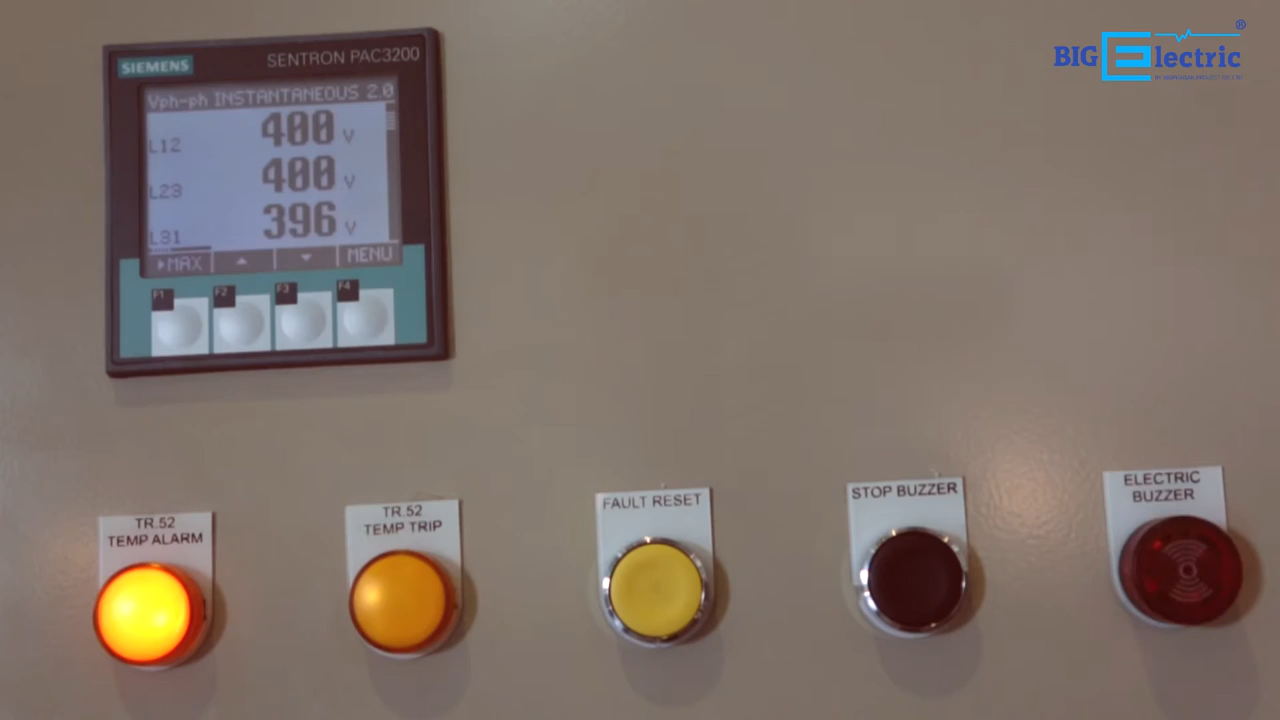 SIEMENS
SENTRON PAC3200
Vph-ph INSTANTANEOUS 2.0
L12 400 V
L23 400 V
L31 396 V
►MAX ▲ ▼ MENU
F1 F2 F3 F4
BIG Electric ®
TR.52
TEMP ALARM
TR.52
TEMP TRIP
FAULT RESET
STOP BUZZER
ELECTRIC
BUZZER